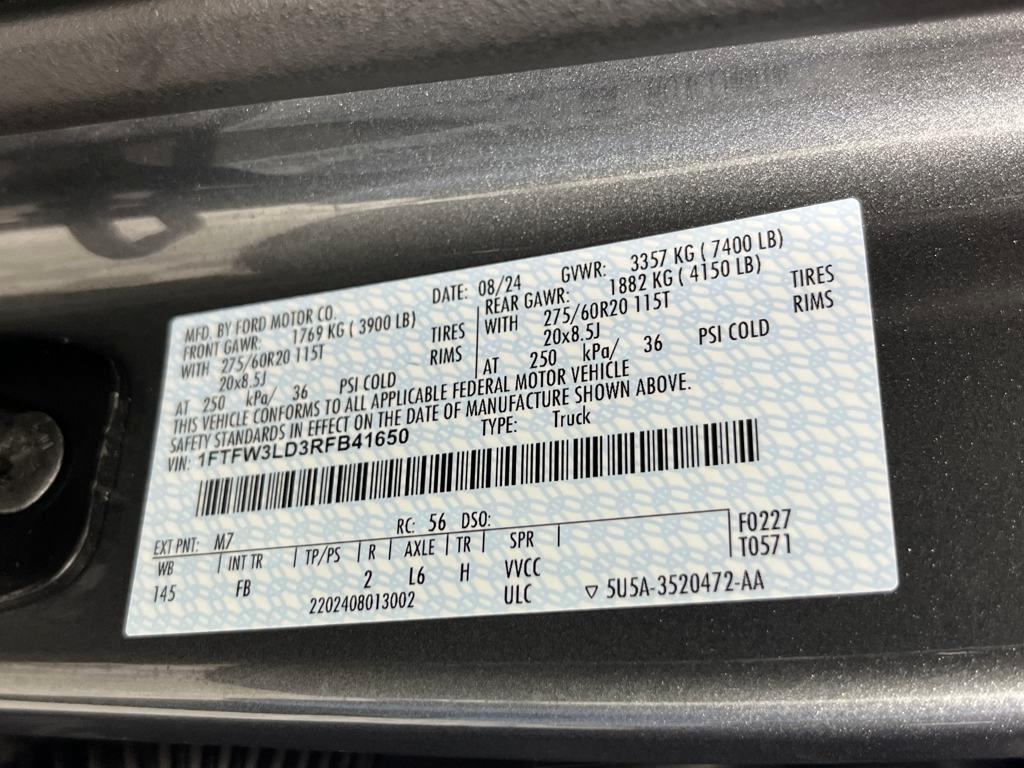 MFD. BY FORD MOTOR CO.
DATE: 08/24 GVWR: 3357 KG ( 7400 LB)
FRONT GAWR: 1769 KG ( 3900 LB)
WITH 275/60R20 115T TIRES
20x8.5J RIMS
AT 250 kPa/ 36 PSI COLD
REAR GAWR: 1882 KG ( 4150 LB)
WITH 275/60R20 115T TIRES
20x8.5J RIMS
AT 250 kPa/ 36 PSI COLD
THIS VEHICLE CONFORMS TO ALL APPLICABLE FEDERAL MOTOR VEHICLE
SAFETY STANDARDS IN EFFECT ON THE DATE OF MANUFACTURE SHOWN ABOVE.
VIN: 1FTFW3LD3RFB41650 TYPE: Truck
EXT PNT: M7 RC: 56 DSO: F0227
WB INT TR TP/PS R AXLE TR SPR T0571
145 FB 2 L6 H VVCC
2202408013002 ULC ▽ 5U5A-3520472-AA